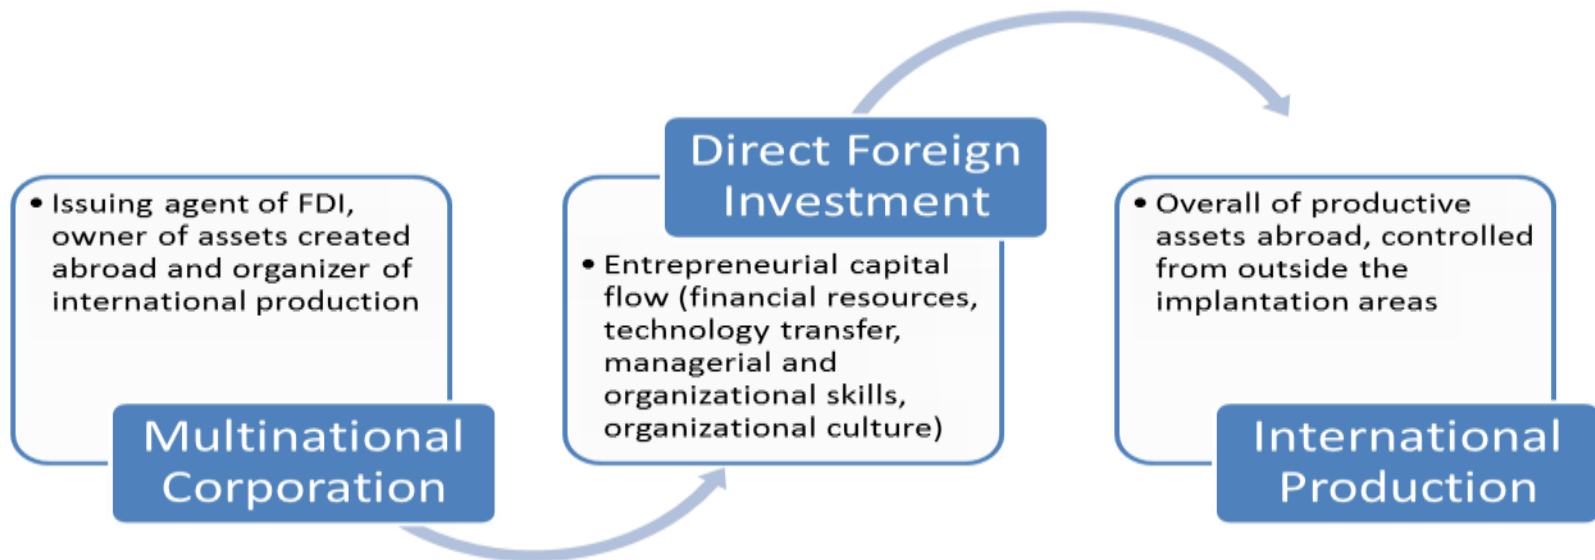 • Issuing agent of FDI,
owner of assets created
abroad and organizer of
international production
Multinational
Corporation
Direct Foreign
Investment
• Entrepreneurial capital
flow (financial resources,
technology transfer,
managerial and
organizational skills,
organizational culture)
• Overall of productive
assets abroad, controlled
from outside the
implantation areas
International
Production